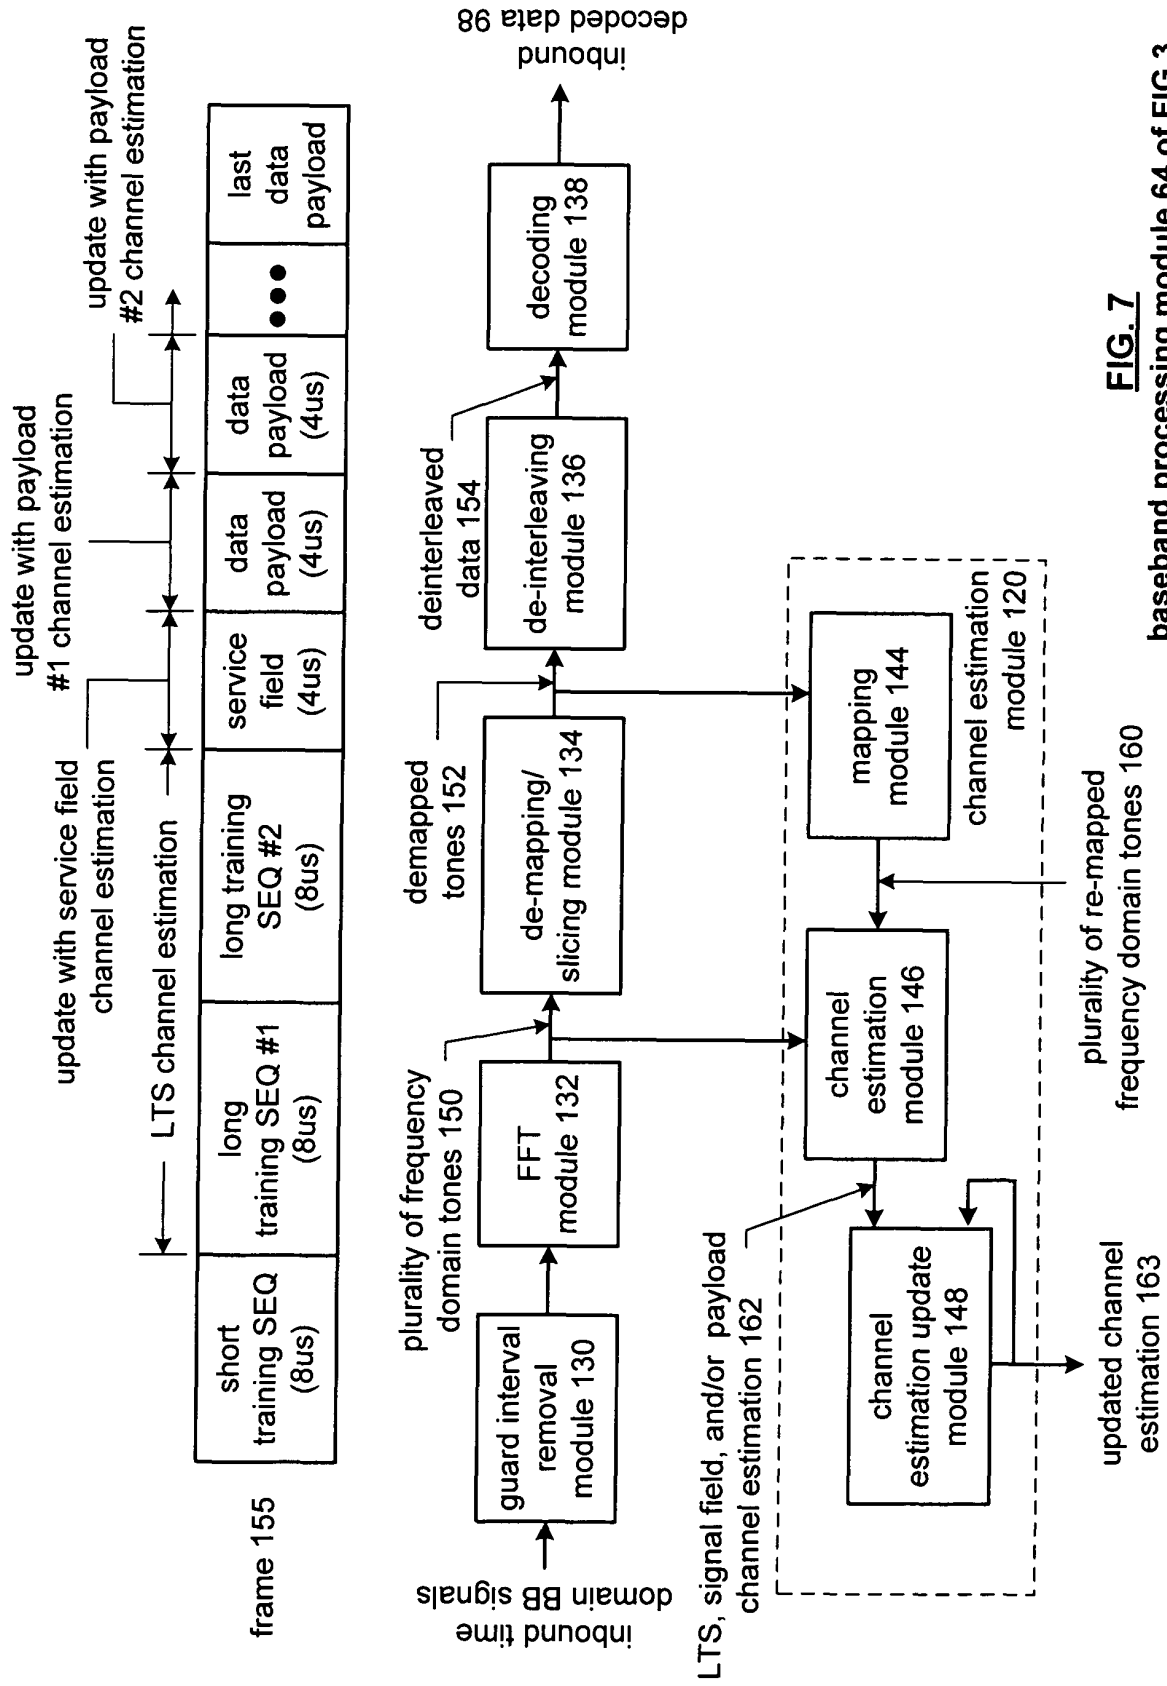 update with payload
#1 channel estimation
update with service field
channel estimation
update with payload
#2 channel estimation
LTS channel estimation
frame 155
short
training SEQ
(8us)
long
training SEQ #1
(8us)
long training
SEQ #2
(8us)
service
field
(4us)
data
payload
(4us)
data
payload
(4us)
last
data
payload
inbound time
domain BB signals
guard interval
removal
module 130
plurality of frequency
domain tones 150
FFT
module 132
demapped
tones 152
de-mapping/
slicing module 134
deinterleaved
data 154
de-interleaving
module 136
decoding
module 138
inbound
decoded data 98
LTS, signal field, and/or payload
channel estimation 162
channel
estimation update
module 148
channel
estimation
module 146
mapping
module 144
channel estimation
module 120
updated channel
estimation 163
plurality of re-mapped
frequency domain tones 160
FIG. 7
baseband processing module 64 of FIG 3